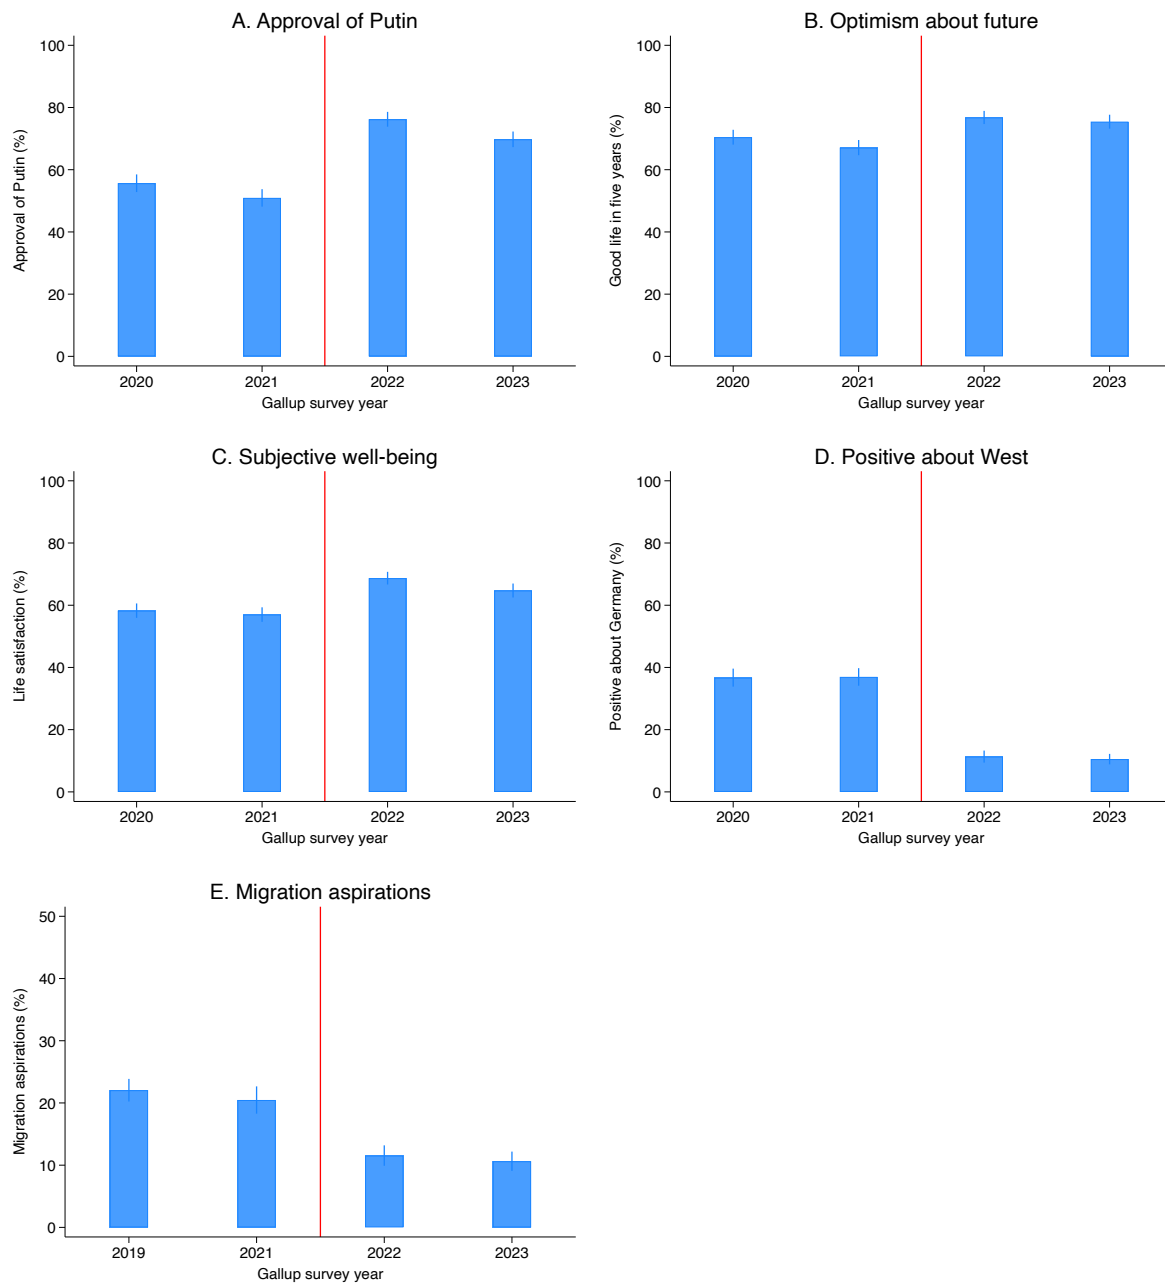 A. Approval of Putin
Approval of Putin (%)
100
80
60
40
20
0
2020 2021 2022 2023
Gallup survey year
B. Optimism about future
Good life in five years (%)
100
80
60
40
20
0
2020 2021 2022 2023
Gallup survey year
C. Subjective well-being
Life satisfaction (%)
100
80
60
40
20
0
2020 2021 2022 2023
Gallup survey year
D. Positive about West
Positive about Germany (%)
100
80
60
40
20
0
2020 2021 2022 2023
Gallup survey year
E. Migration aspirations
Migration aspirations (%)
50
40
30
20
10
0
2019 2021 2022 2023
Gallup survey year